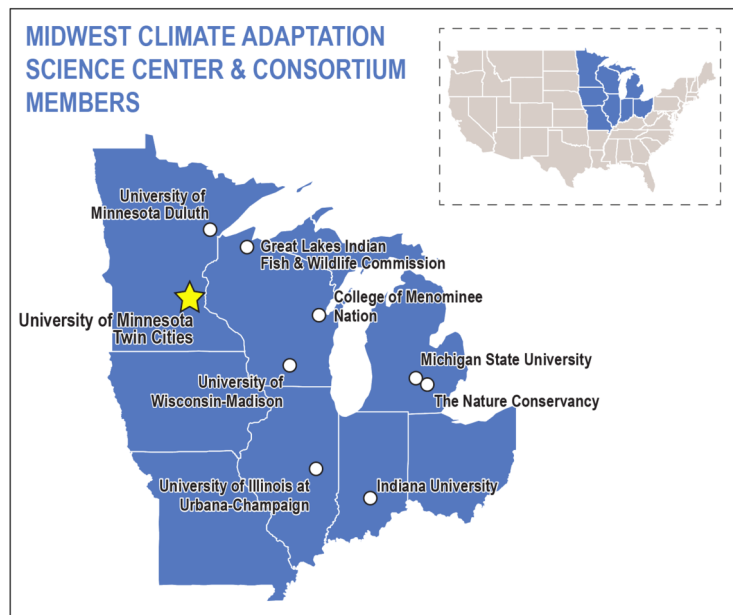 MIDWEST CLIMATE ADAPTATION
SCIENCE CENTER & CONSORTIUM
MEMBERS
University of
Minnesota Duluth
Great Lakes Indian
Fish & Wildlife Commission
College of Menominee
Nation
University of Minnesota
Twin Cities
Michigan State University
University of
Wisconsin-Madison
The Nature Conservancy
University of Illinois at
Urbana-Champaign
Indiana University